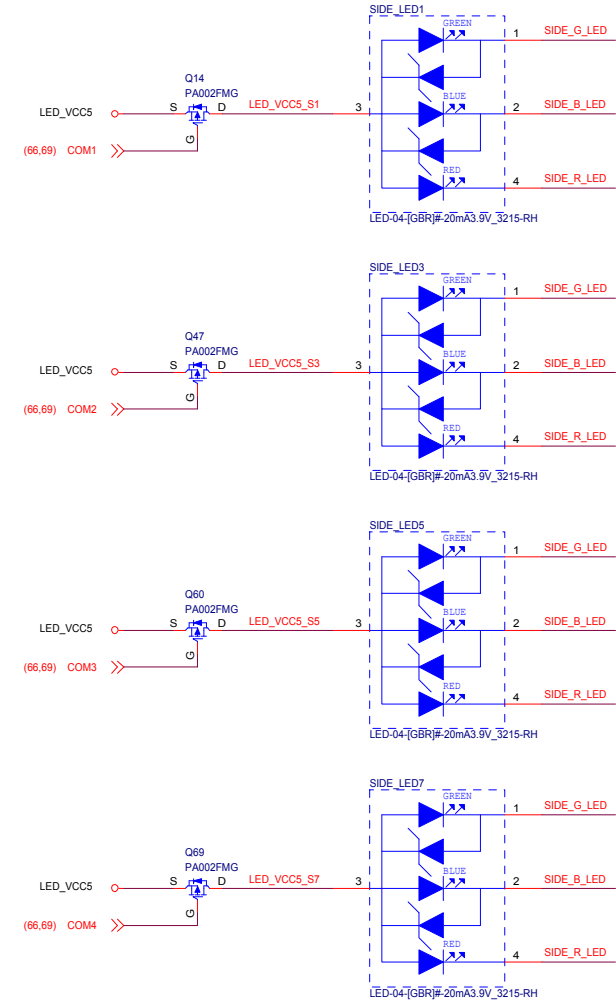 SIDE_LED1
GREEN
1 SIDE_G_LED
Q14
PA002FMG
LED_VCC5 S D LED_VCC5_S1 3 BLUE 2 SIDE_B_LED
G
(66,69) COM1
RED
4 SIDE_R_LED
LED-04-[GBR]#-20mA3.9V_3215-RH
SIDE_LED3
GREEN
1 SIDE_G_LED
Q47
PA002FMG
LED_VCC5 S D LED_VCC5_S3 3 BLUE 2 SIDE_B_LED
G
(66,69) COM2
RED
4 SIDE_R_LED
LED-04-[GBR]#-20mA3.9V_3215-RH
SIDE_LED5
GREEN
1 SIDE_G_LED
Q60
PA002FMG
LED_VCC5 S D LED_VCC5_S5 3 BLUE 2 SIDE_B_LED
G
(66,69) COM3
RED
4 SIDE_R_LED
LED-04-[GBR]#-20mA3.9V_3215-RH
SIDE_LED7
GREEN
1 SIDE_G_LED
Q69
PA002FMG
LED_VCC5 S D LED_VCC5_S7 3 BLUE 2 SIDE_B_LED
G
(66,69) COM4
RED
4 SIDE_R_LED
LED-04-[GBR]#-20mA3.9V_3215-RH